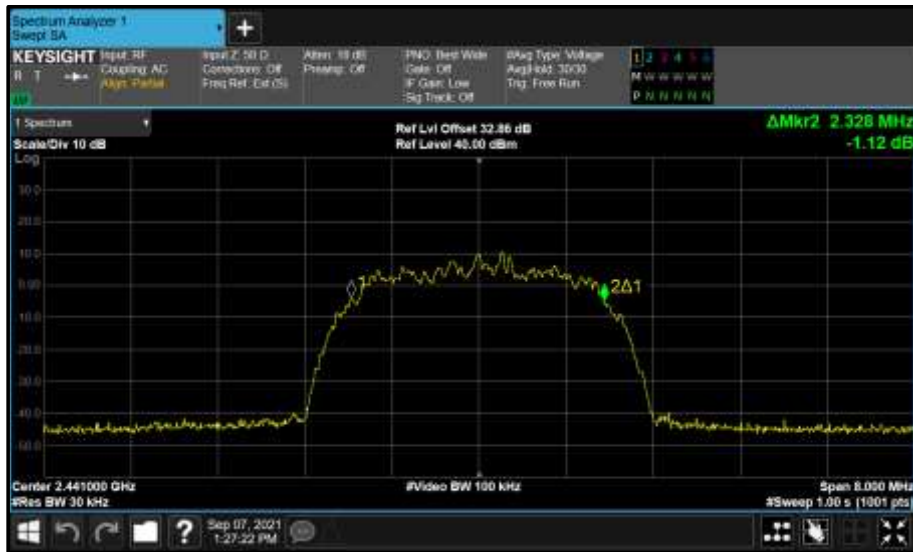 Spectrum Analyzer 1
Swept SA
+
KEYSIGHT Input: RF
R T
Coupling: AC
Align: Partial
Input Z: 50 Ω
Corrections: Off
Freq Ref: Ext (S)
Atten: 10 dB
Preamp: Off
PNO: Best Wide
Gate: Off
IF Gain: Low
Sig Track: Off
#Avg Type: Voltage
Avg|Hold: 30/30
Trig: Free Run
1 2 3 4 5 6
M W W W W W
P N N N N N
1 Spectrum
Scale/Div 10 dB
Ref Lvl Offset 32.86 dB
Ref Level 40.00 dBm
ΔMkr2 2.328 MHz
-1.12 dB
Log
30.0
20.0
10.0
0.00
-10.0
-20.0
-30.0
-40.0
-50.0
2Δ1
Center 2.441000 GHz
#Res BW 30 kHz
#Video BW 100 kHz
Span 8.000 MHz
#Sweep 1.00 s (1001 pts)
?
Sep 07, 2021
1:27:22 PM